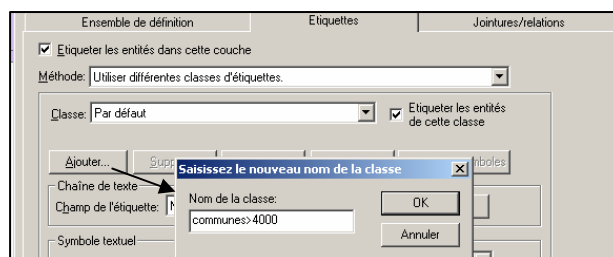 Ensemble de définition Etiquettes Jointures/relations
Etiqueter les entités dans cette couche
Méthode: Utiliser différentes classes d'étiquettes.
Classe: Par défaut Etiqueter les entités
de cette classe
Ajouter... Supp mboles
Saisissez le nouveau nom de la classe
Chaîne de texte
Champ de l'étiquette:
Nom de la classe:
OK
communes>4000
Annuler
Symbole textuel